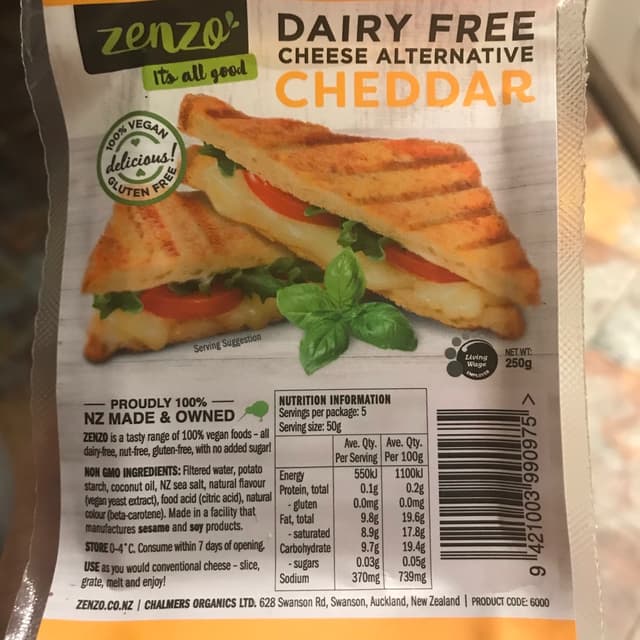 zenzo
It's all good
DAIRY FREE
CHEESE ALTERNATIVE
CHEDDAR
100% VEGAN
delicious!
GLUTEN FREE
Serving Suggestion
Living
Wage
EMPLOYER
NET WT:
250g
PROUDLY 100%
NZ MADE & OWNED
ZENZO is a tasty range of 100% vegan foods – all
dairy-free, nut-free, gluten-free, with no added sugar!
NON GMO INGREDIENTS: Filtered water, potato
starch, coconut oil, NZ sea salt, natural flavour
(vegan yeast extract), food acid (citric acid), natural
colour (beta-carotene). Made in a facility that
manufactures sesame and soy products.
STORE 0-4°C. Consume within 7 days of opening.
USE as you would conventional cheese – slice,
grate, melt and enjoy!
NUTRITION INFORMATION
Servings per package: 5
Serving size: 50g
Ave. Qty. Ave. Qty.
Per Serving Per 100g
Energy 550kJ 1100kJ
Protein, total 0.1g 0.2g
- gluten 0.0mg 0.0mg
Fat, total 9.8g 19.6g
- saturated 8.9g 17.8g
Carbohydrate 9.7g 19.4g
- sugars 0.03g 0.05g
Sodium 370mg 739mg
9 421003 990975 >
ZENZO.CO.NZ | CHALMERS ORGANICS LTD. 628 Swanson Rd, Swanson, Auckland, New Zealand | PRODUCT CODE: 6000